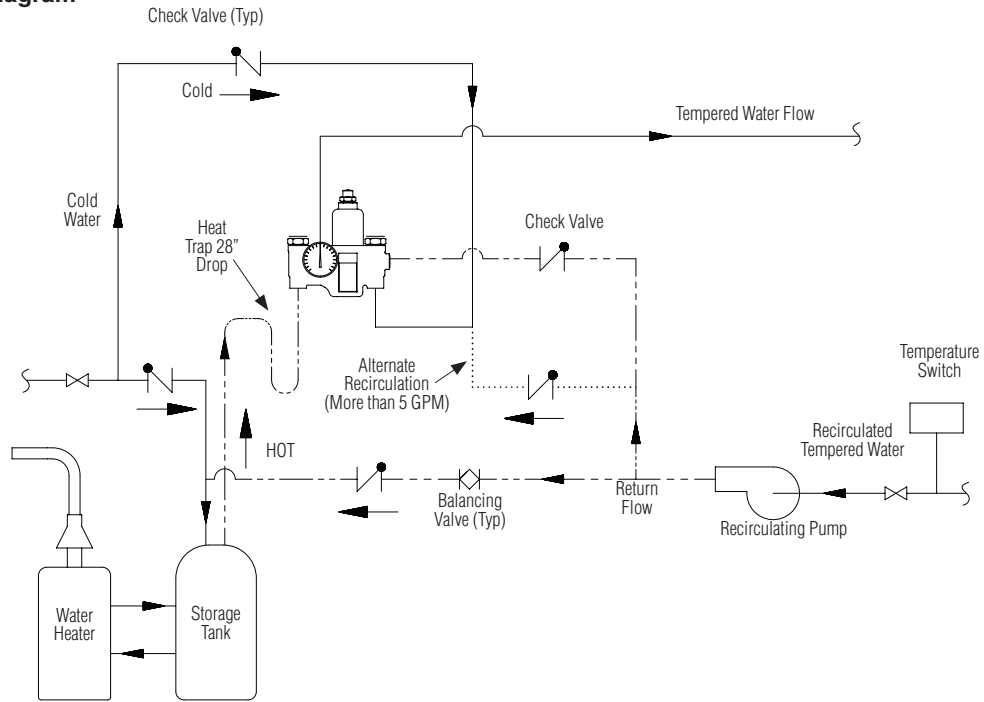 Check Valve (Typ)
Cold
Tempered Water Flow
Cold
Water
Heat
Trap 28”
Drop
Check Valve
Alternate
Recirculation
(More than 5 GPM)
Temperature
Switch
Recirculated
Tempered Water
HOT
Balancing
Valve (Typ)
Return
Flow
Recirculating Pump
Water
Heater
Storage
Tank